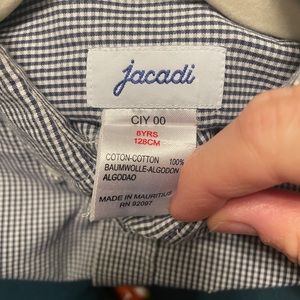 jacadi
CIY 00
8YRS
128CM
COTON-COTTON 100%
BAUMWOLLE-ALGODON
ALGODAO
MADE IN MAURITIUS
RN 92097